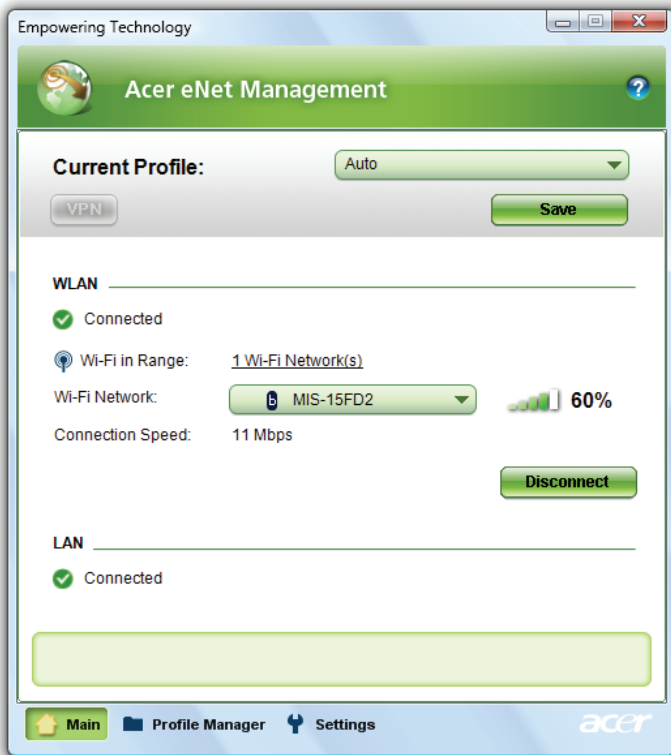 Empowering Technology
Acer eNet Management
?
Current Profile:
Auto
VPN
Save
WLAN
Connected
Wi-Fi in Range:
1 Wi-Fi Network(s)
Wi-Fi Network:
b MIS-15FD2
60%
Connection Speed:
11 Mbps
Disconnect
LAN
Connected
Main
Profile Manager
Settings
acer